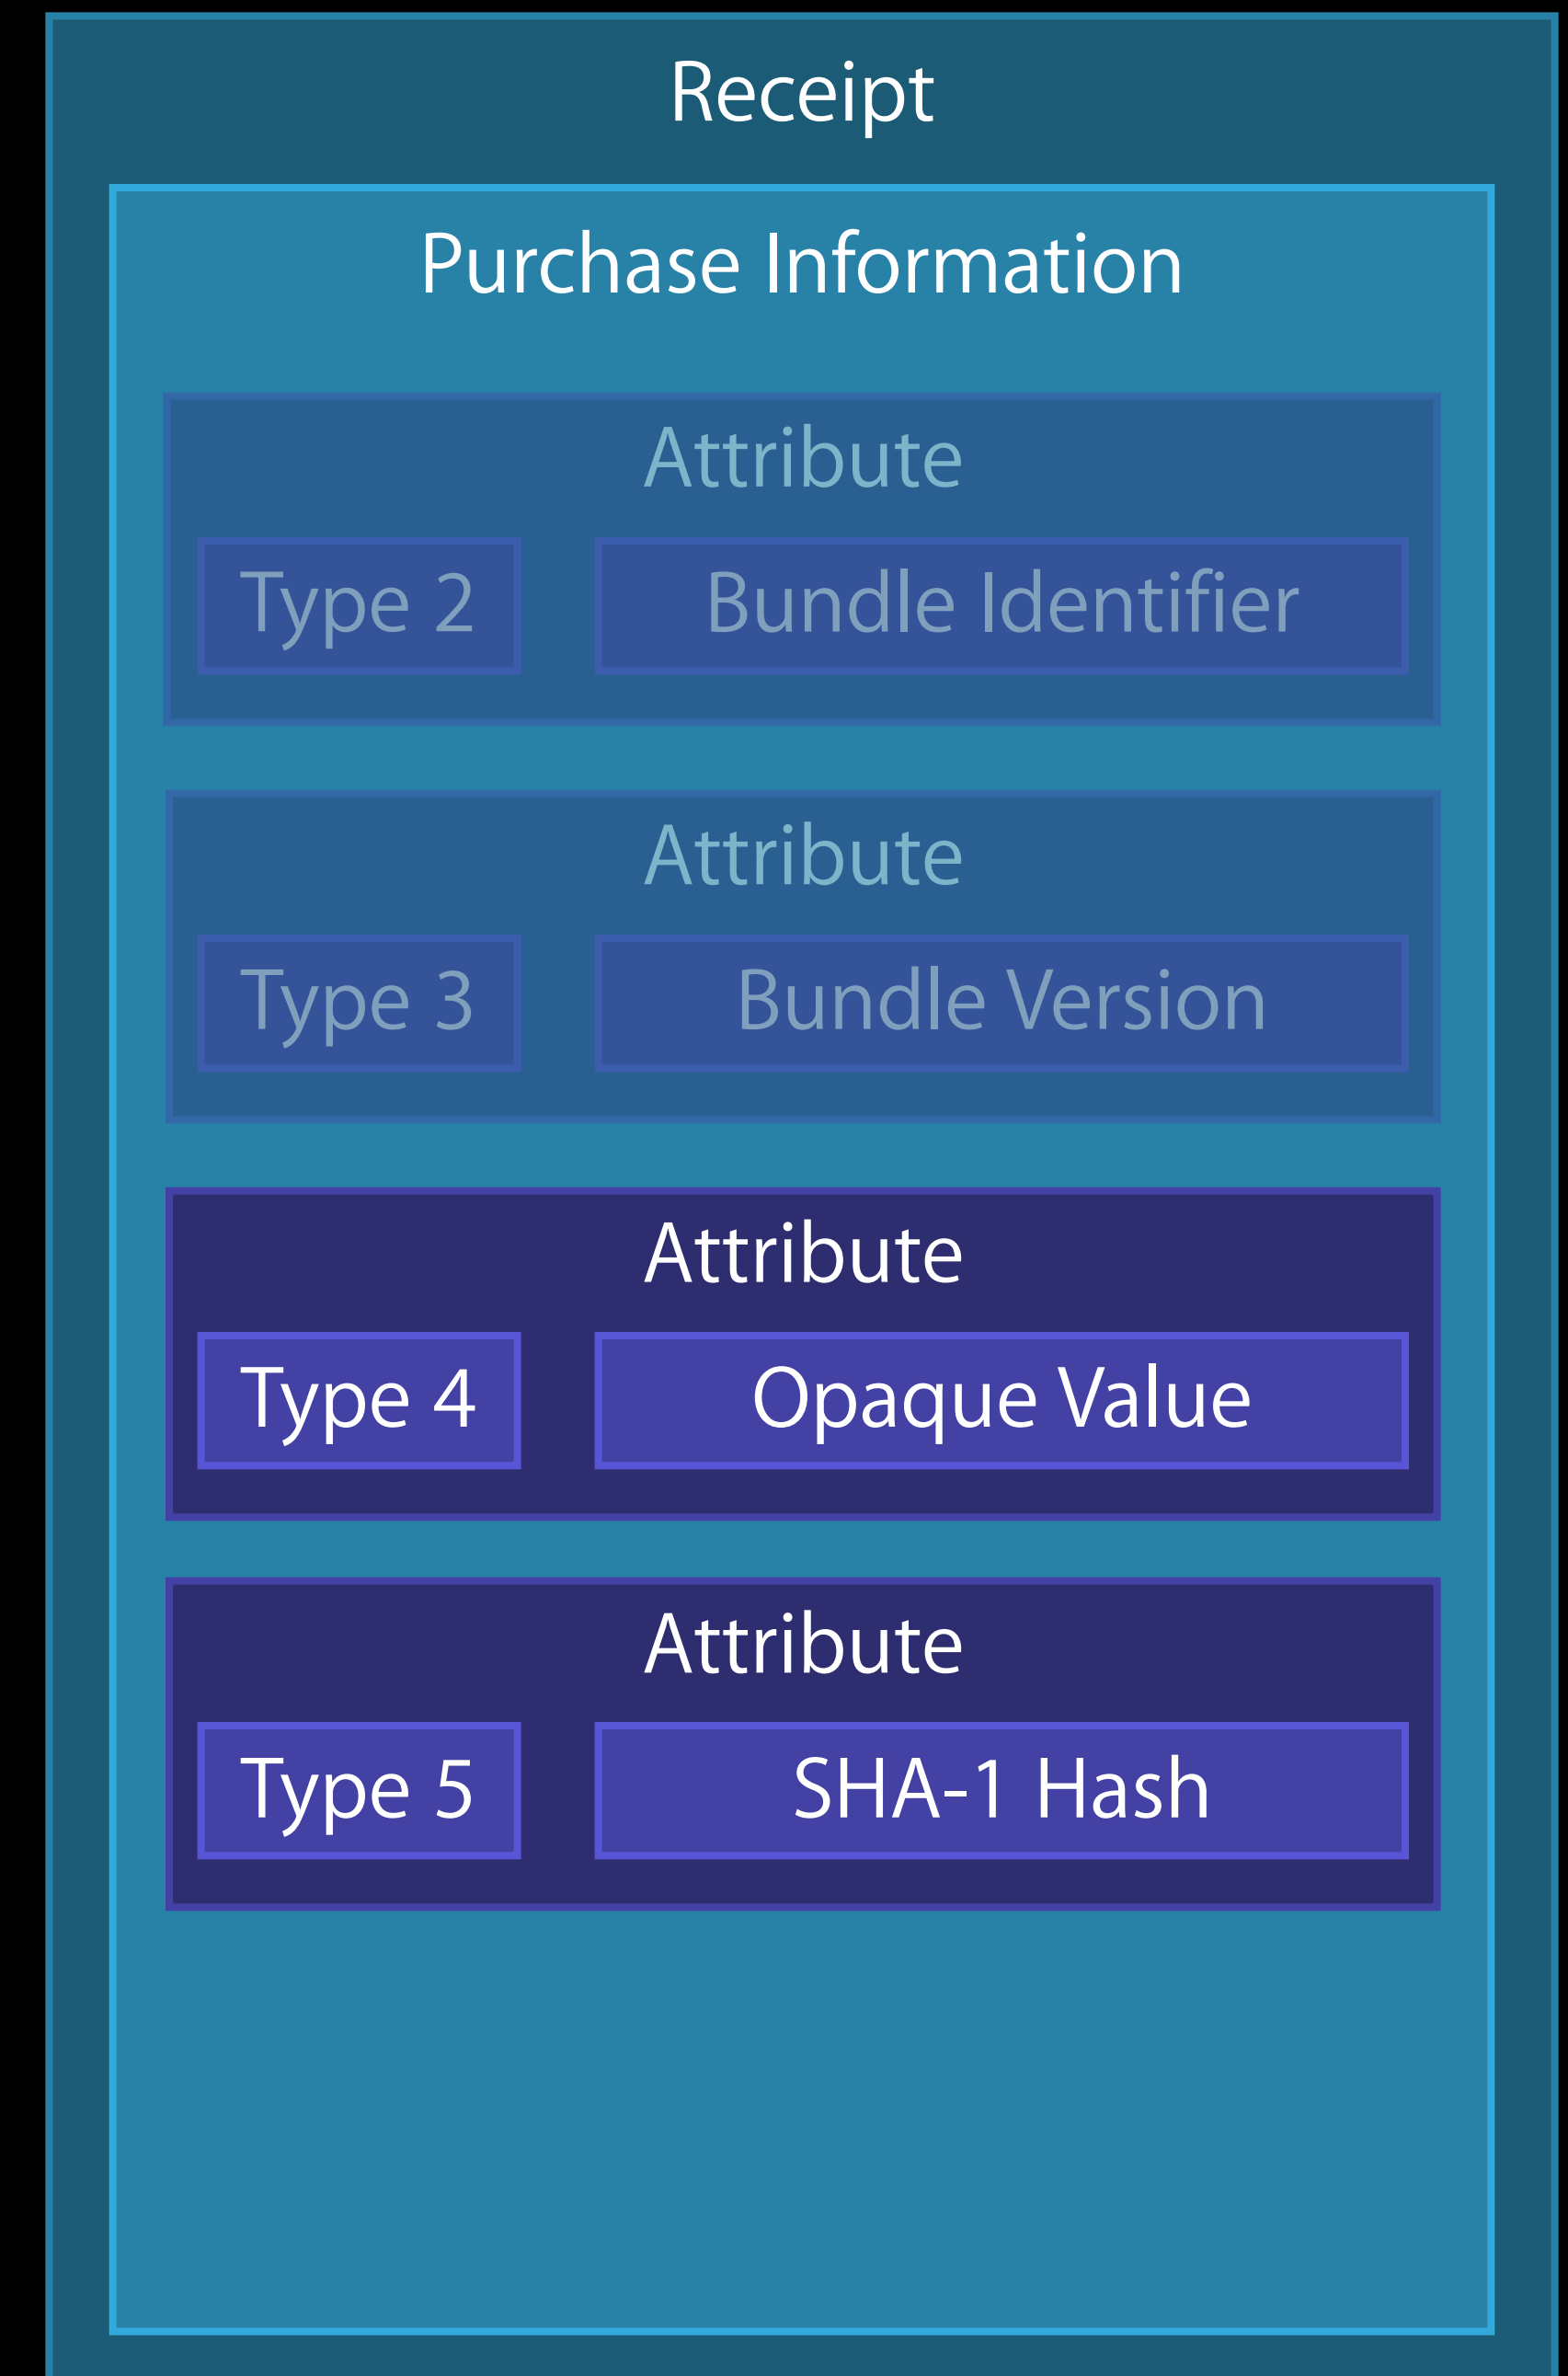 Receipt
Purchase Information
Attribute
Type 2 Bundle Identifier
Attribute
Type 3 Bundle Version
Attribute
Type 4 Opaque Value
Attribute
Type 5 SHA-1 Hash